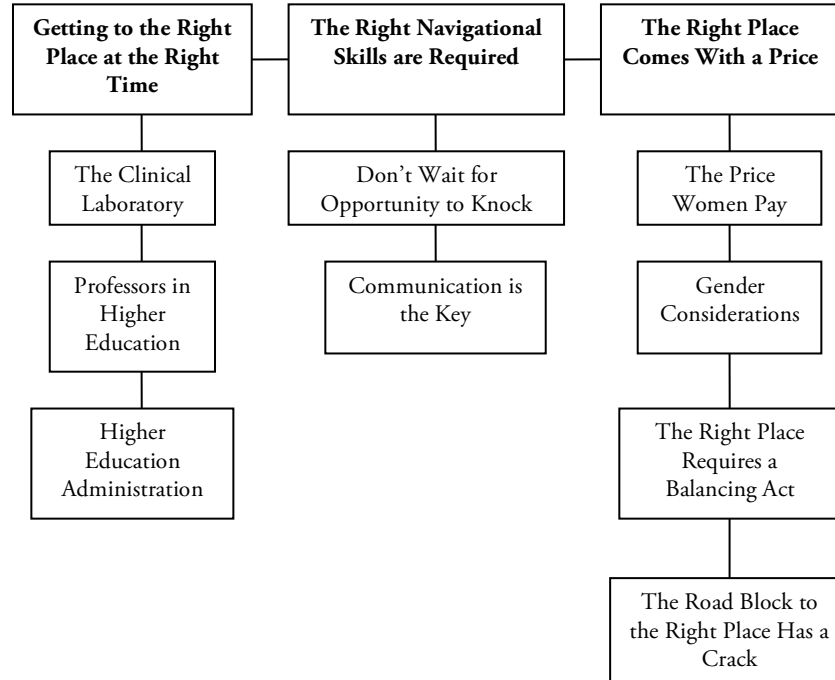 Getting to the Right
Place at the Right
Time
The Right Navigational
Skills are Required
The Right Place
Comes With a Price
The Clinical
Laboratory
Don’t Wait for
Opportunity to Knock
The Price
Women Pay
Professors in
Higher
Education
Communication is
the Key
Gender
Considerations
Higher
Education
Administration
The Right Place
Requires a
Balancing Act
The Road Block to
the Right Place Has a
Crack